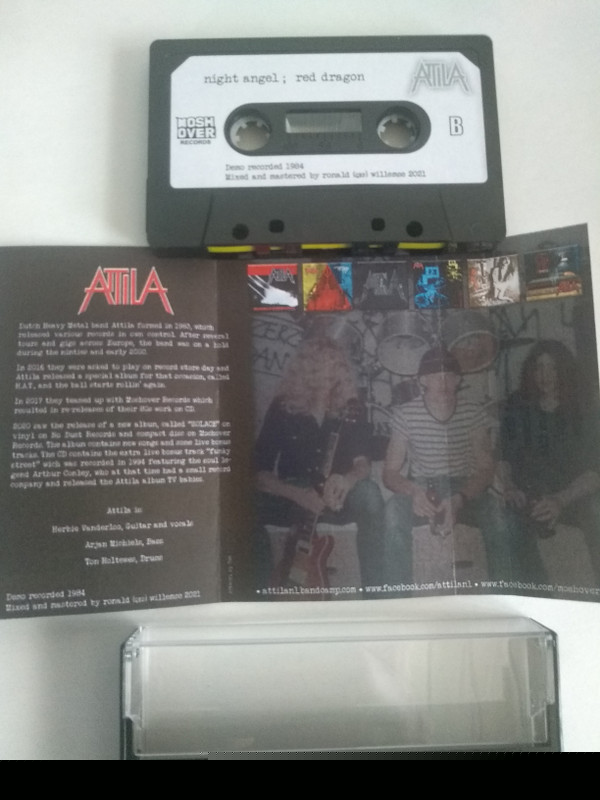 night angel ; red dragon
ATTILA
MOSH
OVER
RECORDS
B
Demo recorded 1984
Mixed and mastered by ronald (uxo) willemse 2021
ATTILA
Dutch Heavy Metal band Attila formed in 1980, which
released various records in own control. After several
tours and gigs across Europe, the band was on a hold
during the ninties and early 2000.
In 2016 they were asked to play on record store day and
Attila released a special album for that occasion, called
H.A.Y, and the ball starts rollin' again.
In 2017 they teamed up with Moshover Records which
resulted in re-releases of their 80s work on CD.
2020 saw the release of a new album, called "SOLACE" on
vinyl on No Dust Records and compact disc on Moshover
Records. The album contains new songs and some live bonus
tracks. The CD contains the extra live bonus track "funky
street" wich was recorded in 1994 featuring the soul le-
gend Arthur Conley, who at that time had a small record
company and released the Attila album TV bakisu.
Attila is
Herbie Vanderloo, Guitar and vocals
Arjan Michiels, Bass
Ton Holtewes, Drums
Demo recorded 1984
Mixed and mastered by ronald (uxo) willemse 2021
• attilanl.bandcamp.com • www.facebook.com/attilanl • www.facebook.com/moshover